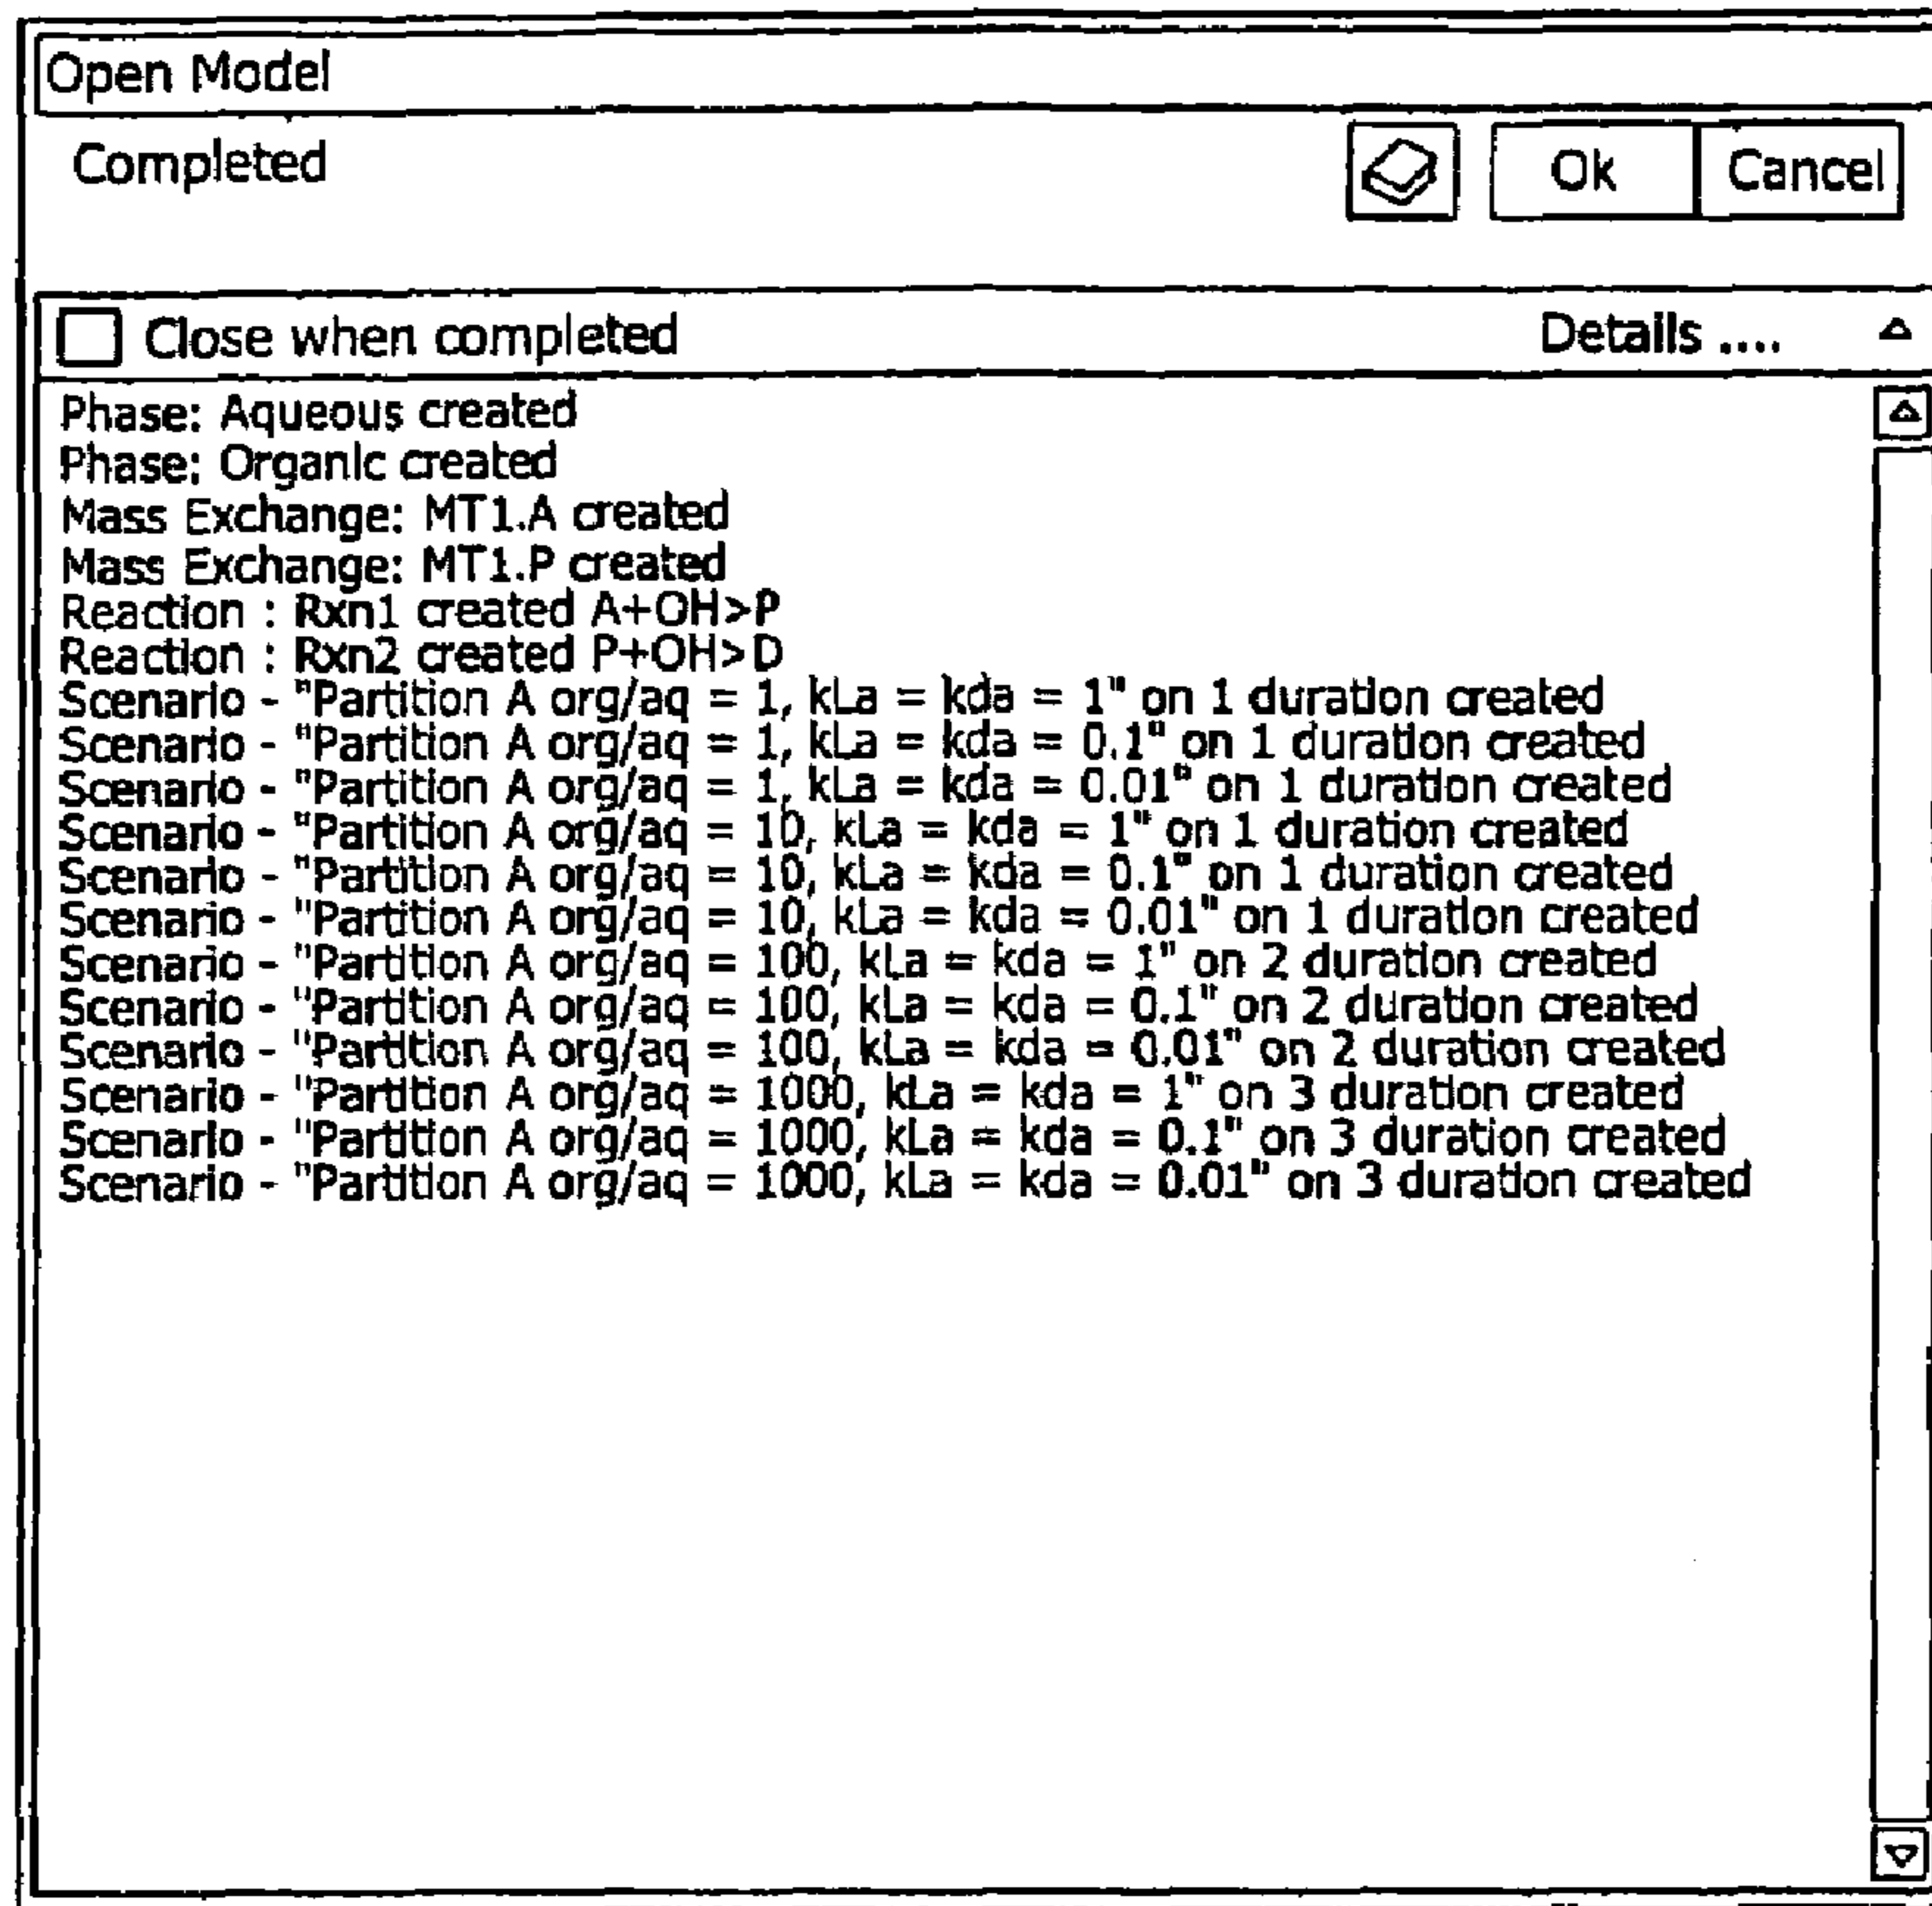 Open Model
Completed
Ok Cancel
Close when completed Details ....
Phase: Aqueous created
Phase: Organic created
Mass Exchange: MT1.A created
Mass Exchange: MT1.P created
Reaction : Rxn1 created A+OH>P
Reaction : Rxn2 created P+OH>D
Scenario - "Partition A org/aq = 1, kLa = kda = 1" on 1 duration created
Scenario - "Partition A org/aq = 1, kLa = kda = 0.1" on 1 duration created
Scenario - "Partition A org/aq = 1, kLa = kda = 0.01" on 1 duration created
Scenario - "Partition A org/aq = 10, kLa = kda = 1" on 1 duration created
Scenario - "Partition A org/aq = 10, kLa = kda = 0.1" on 1 duration created
Scenario - "Partition A org/aq = 10, kLa = kda = 0.01" on 1 duration created
Scenario - "Partition A org/aq = 100, kLa = kda = 1" on 2 duration created
Scenario - "Partition A org/aq = 100, kLa = kda = 0.1" on 2 duration created
Scenario - "Partition A org/aq = 100, kLa = kda = 0.01" on 2 duration created
Scenario - "Partition A org/aq = 1000, kLa = kda = 1" on 3 duration created
Scenario - "Partition A org/aq = 1000, kLa = kda = 0.1" on 3 duration created
Scenario - "Partition A org/aq = 1000, kLa = kda = 0.01" on 3 duration created